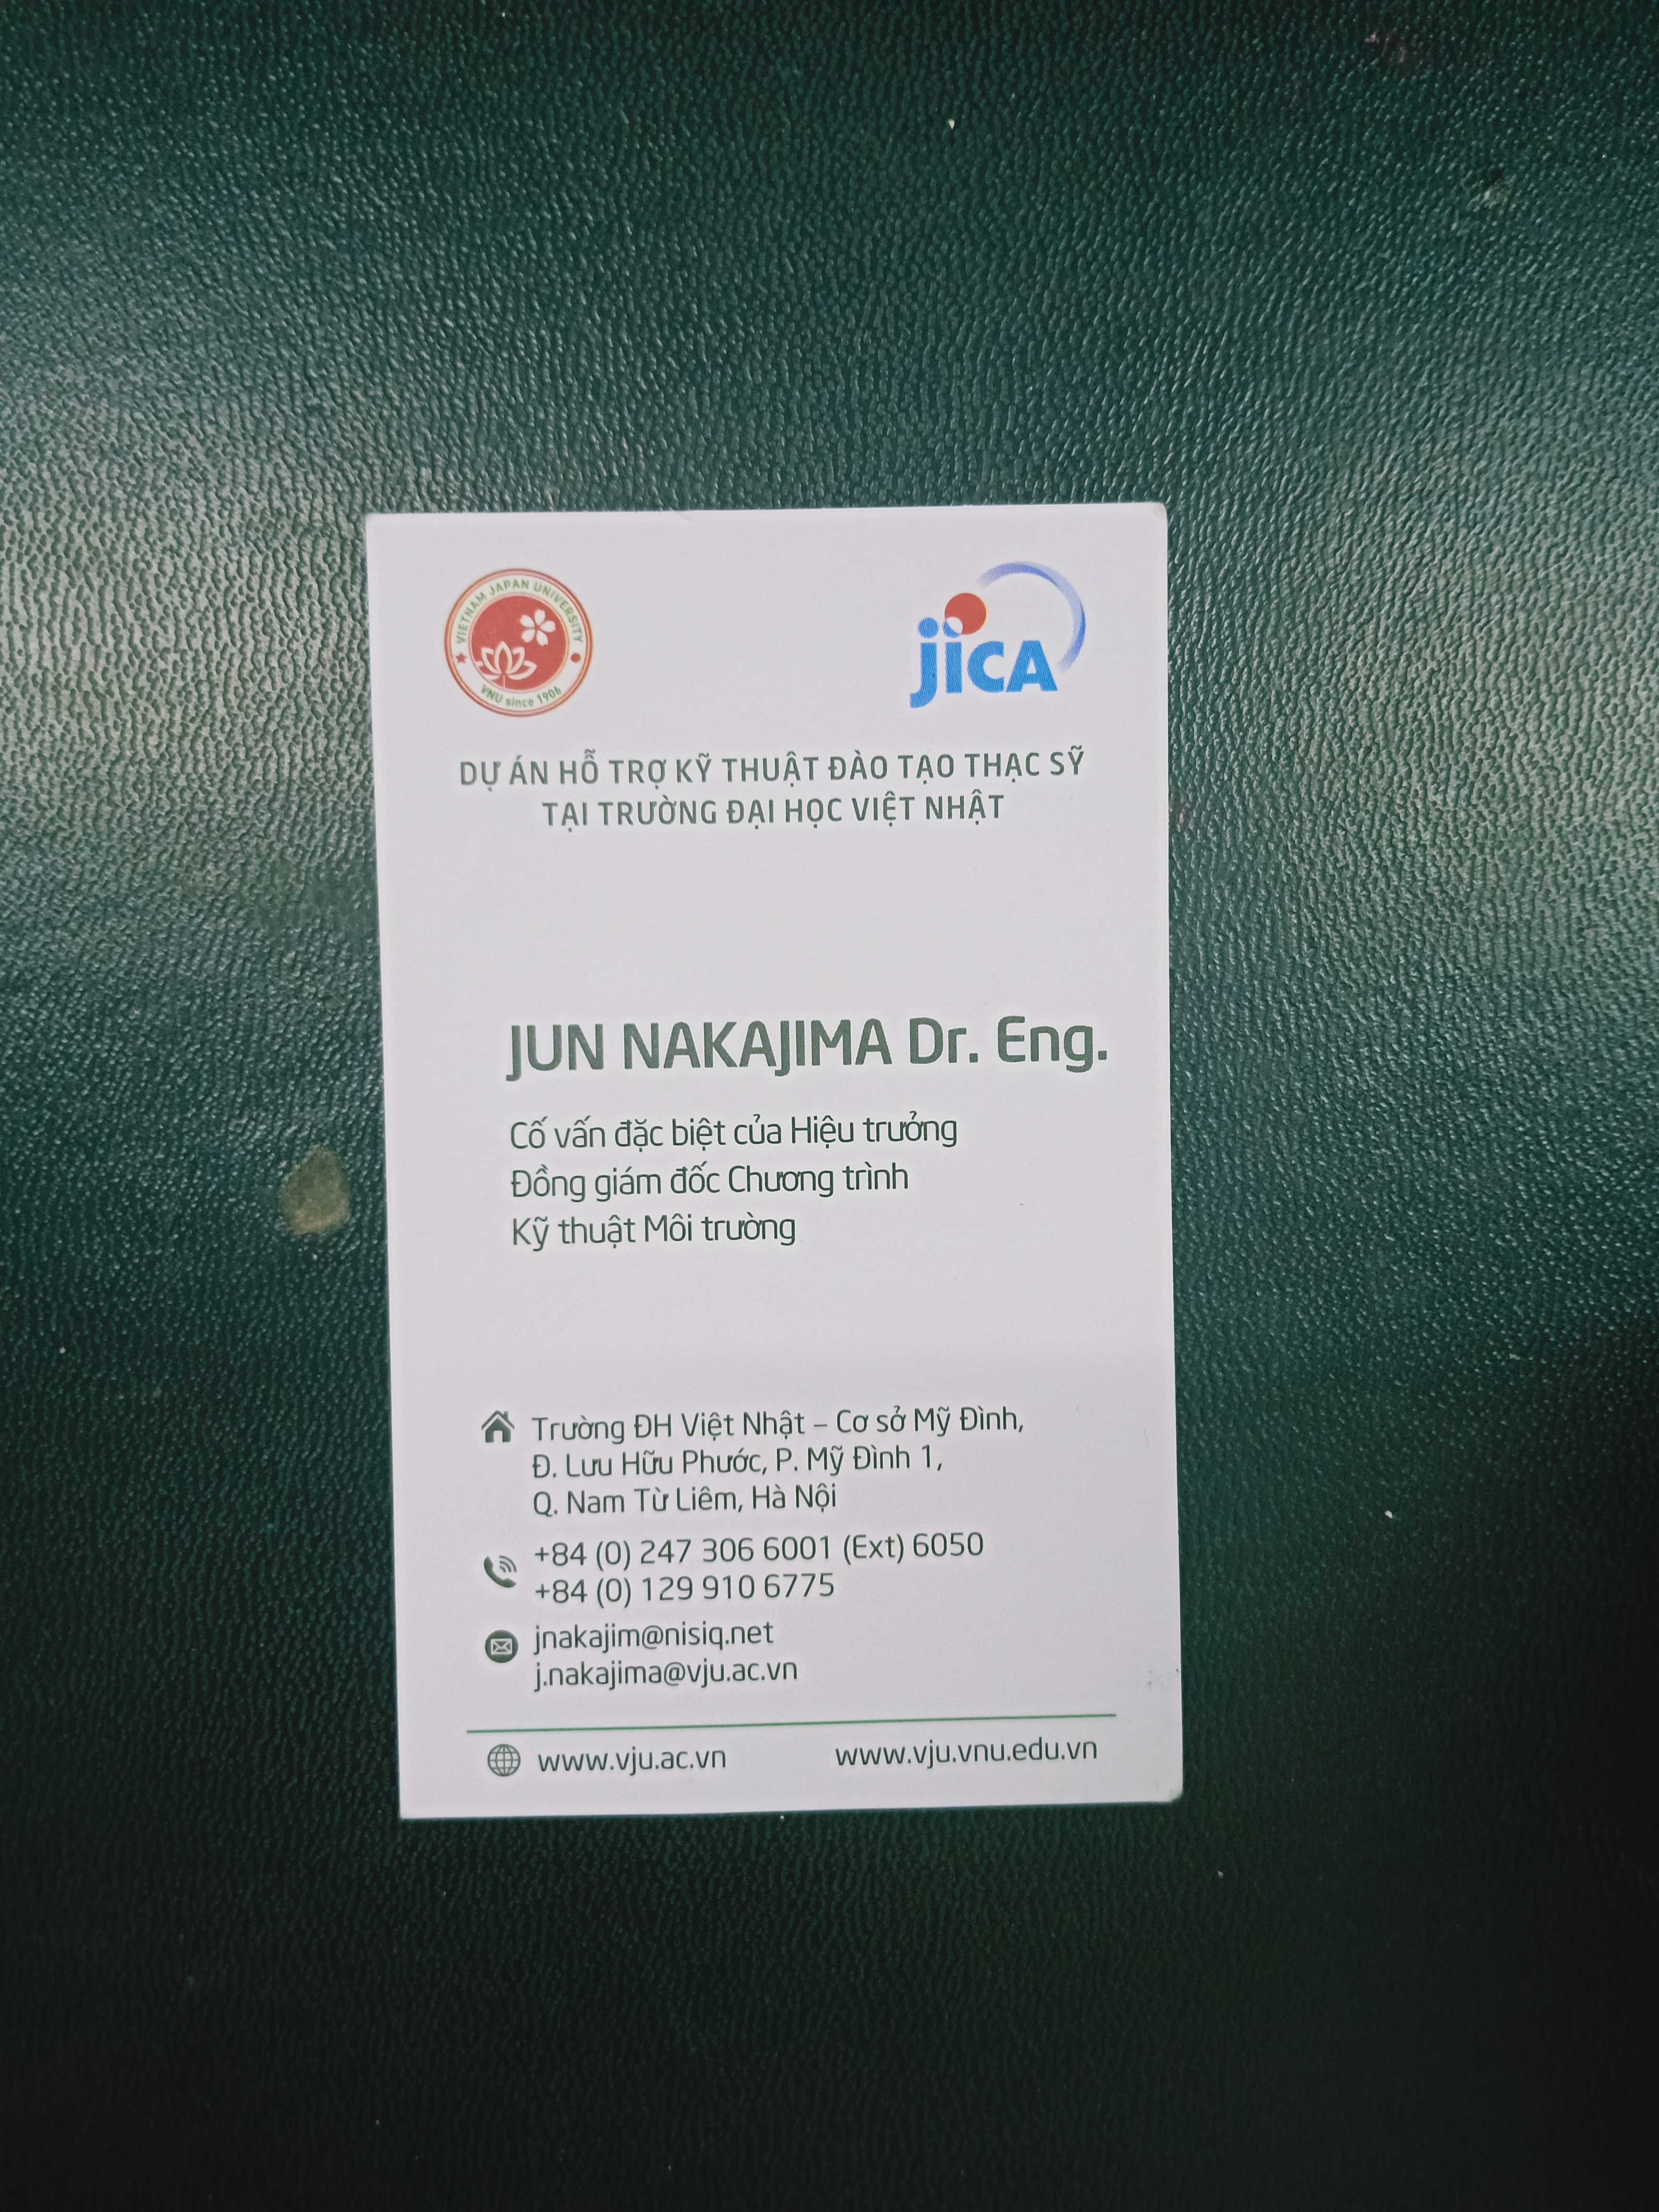 VIETNAM JAPAN UNIVERSITY
VNU since 1906
jica
DỰ ÁN HỖ TRỢ KỸ THUẬT ĐÀO TẠO THẠC SỸ
TẠI TRƯỜNG ĐẠI HỌC VIỆT NHẬT
JUN NAKAJIMA Dr. Eng.
Cố vấn đặc biệt của Hiệu trưởng
Đồng giám đốc Chương trình
Kỹ thuật Môi trường
Trường ĐH Việt Nhật – Cơ sở Mỹ Đình,
Đ. Lưu Hữu Phước, P. Mỹ Đình 1,
Q. Nam Từ Liêm, Hà Nội
+84 (0) 247 306 6001 (Ext) 6050
+84 (0) 129 910 6775
jnakajim@nisiq.net
j.nakajima@vju.ac.vn
www.vju.ac.vn www.vju.vnu.edu.vn